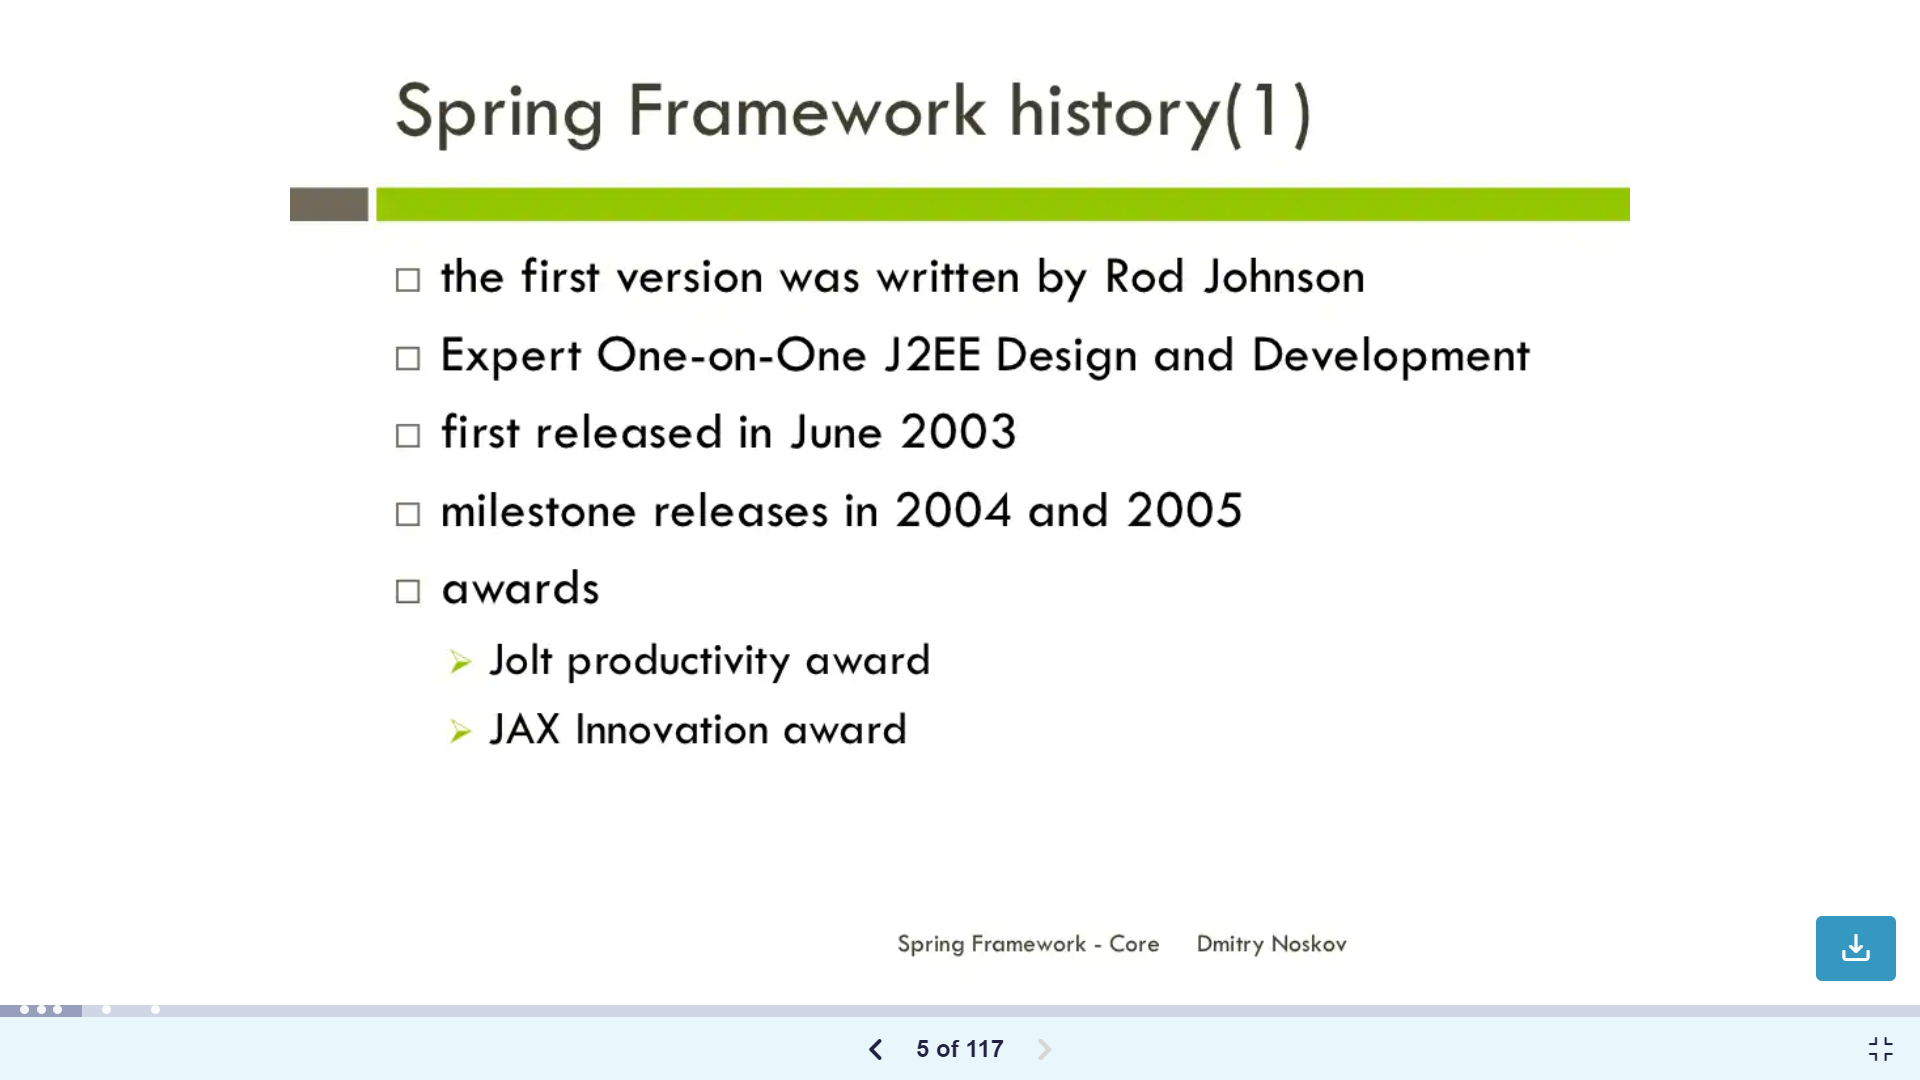 Spring Framework history(1)
the first version was written by Rod Johnson
Expert One-on-One J2EE Design and Development
first released in June 2003
milestone releases in 2004 and 2005
awards
Jolt productivity award
JAX Innovation award
Spring Framework - Core Dmitry Noskov
5 of 117